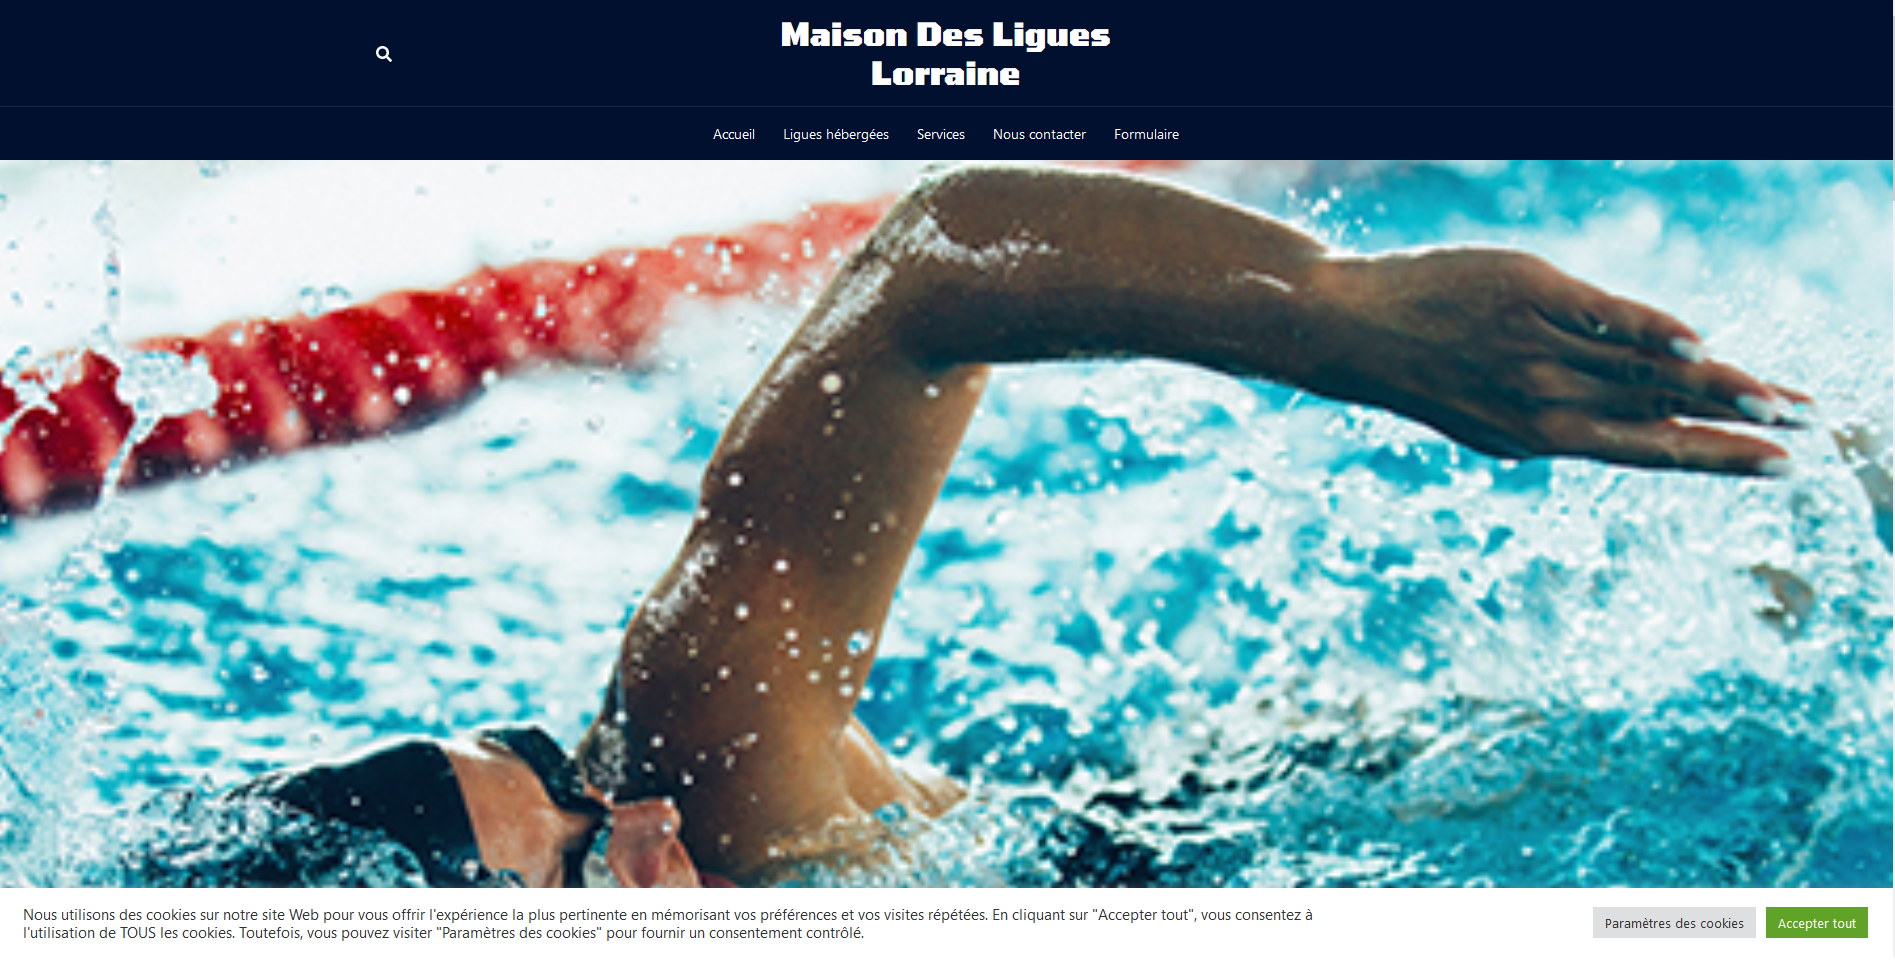 Maison Des Ligues
Lorraine
Accueil
Ligues hébergées
Services
Nous contacter
Formulaire
Nous utilisons des cookies sur notre site Web pour vous offrir l'expérience la plus pertinente en mémorisant vos préférences et vos visites répétées. En cliquant sur "Accepter tout", vous consentez à
l'utilisation de TOUS les cookies. Toutefois, vous pouvez visiter "Paramètres des cookies" pour fournir un consentement contrôlé.
Paramètres des cookies
Accepter tout